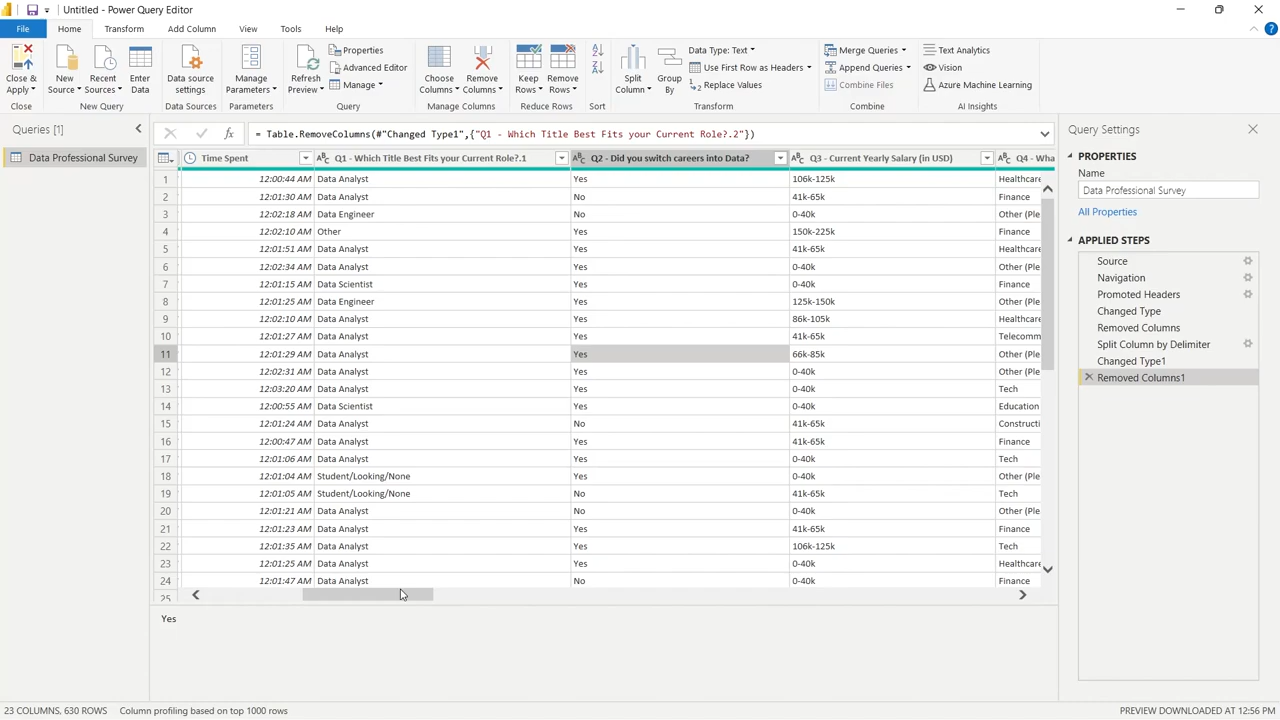 Untitled - Power Query Editor
File Home Transform Add Column View Tools Help
Close & Apply
New Source
Recent Sources
Enter Data
Data source settings
Manage Parameters
Refresh Preview
Properties
Advanced Editor
Manage
Choose Columns
Remove Columns
Keep Rows
Remove Rows
Split Column
Group By
Data Type: Text
Use First Row as Headers
Replace Values
Merge Queries
Append Queries
Combine Files
Text Analytics
Vision
Azure Machine Learning
Close New Query Data Sources Parameters Query Manage Columns Reduce Rows Sort Transform Combine AI Insights
Queries [1]
Data Professional Survey
= Table.RemoveColumns(#"Changed Type1",{"Q1 - Which Title Best Fits your Current Role?.2"})
Time Spent Q1 - Which Title Best Fits your Current Role?.1 Q2 - Did you switch careers into Data? Q3 - Current Yearly Salary (in USD) Q4 - Wha
1 12:00:44 AM Data Analyst Yes 106k-125k Healthcare
2 12:01:30 AM Data Analyst No 41k-65k Finance
3 12:02:18 AM Data Engineer No 0-40k Other (Ple
4 12:02:10 AM Other Yes 150k-225k Finance
5 12:01:51 AM Data Analyst Yes 41k-65k Healthcare
6 12:02:34 AM Data Analyst Yes 0-40k Other (Ple
7 12:01:15 AM Data Scientist Yes 0-40k Finance
8 12:01:25 AM Data Engineer Yes 125k-150k Other (Ple
9 12:02:10 AM Data Analyst Yes 86k-105k Healthcare
10 12:01:27 AM Data Analyst Yes 41k-65k Telecomm
11 12:01:29 AM Data Analyst Yes 66k-85k Other (Ple
12 12:02:31 AM Data Analyst Yes 0-40k Other (Ple
13 12:03:20 AM Data Analyst Yes 0-40k Tech
14 12:00:55 AM Data Scientist Yes 0-40k Education
15 12:01:24 AM Data Analyst No 41k-65k Constructi
16 12:00:47 AM Data Analyst Yes 41k-65k Finance
17 12:01:06 AM Data Analyst Yes 0-40k Tech
18 12:01:04 AM Student/Looking/None Yes 0-40k Other (Ple
19 12:01:05 AM Student/Looking/None No 41k-65k Tech
20 12:01:21 AM Data Analyst No 0-40k Other (Ple
21 12:01:23 AM Data Analyst Yes 41k-65k Finance
22 12:01:35 AM Data Analyst Yes 106k-125k Tech
23 12:01:25 AM Data Analyst Yes 0-40k Healthcare
24 12:01:47 AM Data Analyst No 0-40k Finance
25
Yes
Query Settings
PROPERTIES
Name
Data Professional Survey
All Properties
APPLIED STEPS
Source
Navigation
Promoted Headers
Changed Type
Removed Columns
Split Column by Delimiter
Changed Type1
Removed Columns1
23 COLUMNS, 630 ROWS Column profiling based on top 1000 rows PREVIEW DOWNLOADED AT 12:56 PM